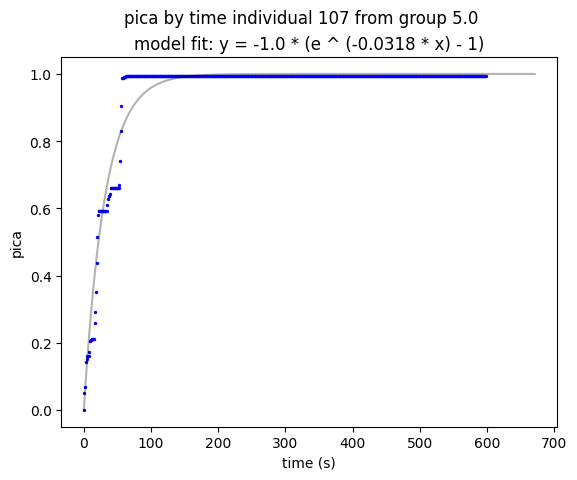 pica by time individual 107 from group 5.0
model fit: y = -1.0 * (e ^ (-0.0318 * x) - 1)
1.0
0.8
0.6
0.4
0.2
0.0
pica
0 100 200 300 400 500 600 700
time (s)